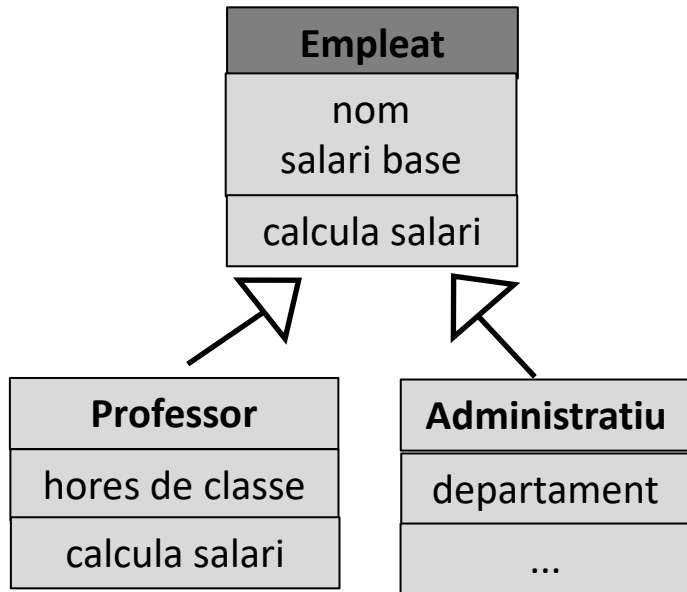 Empleat
nom
salari base
calcula salari
Professor
hores de classe
calcula salari
Administratiu
departament
...